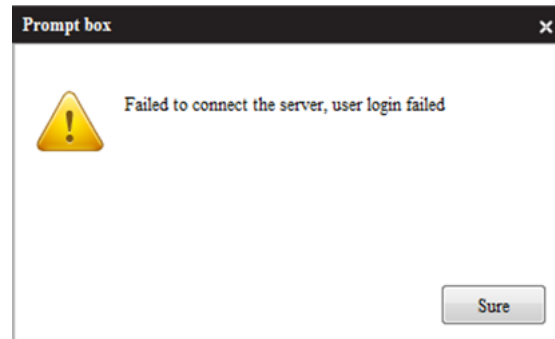 Prompt box
Failed to connect the server, user login failed
Sure